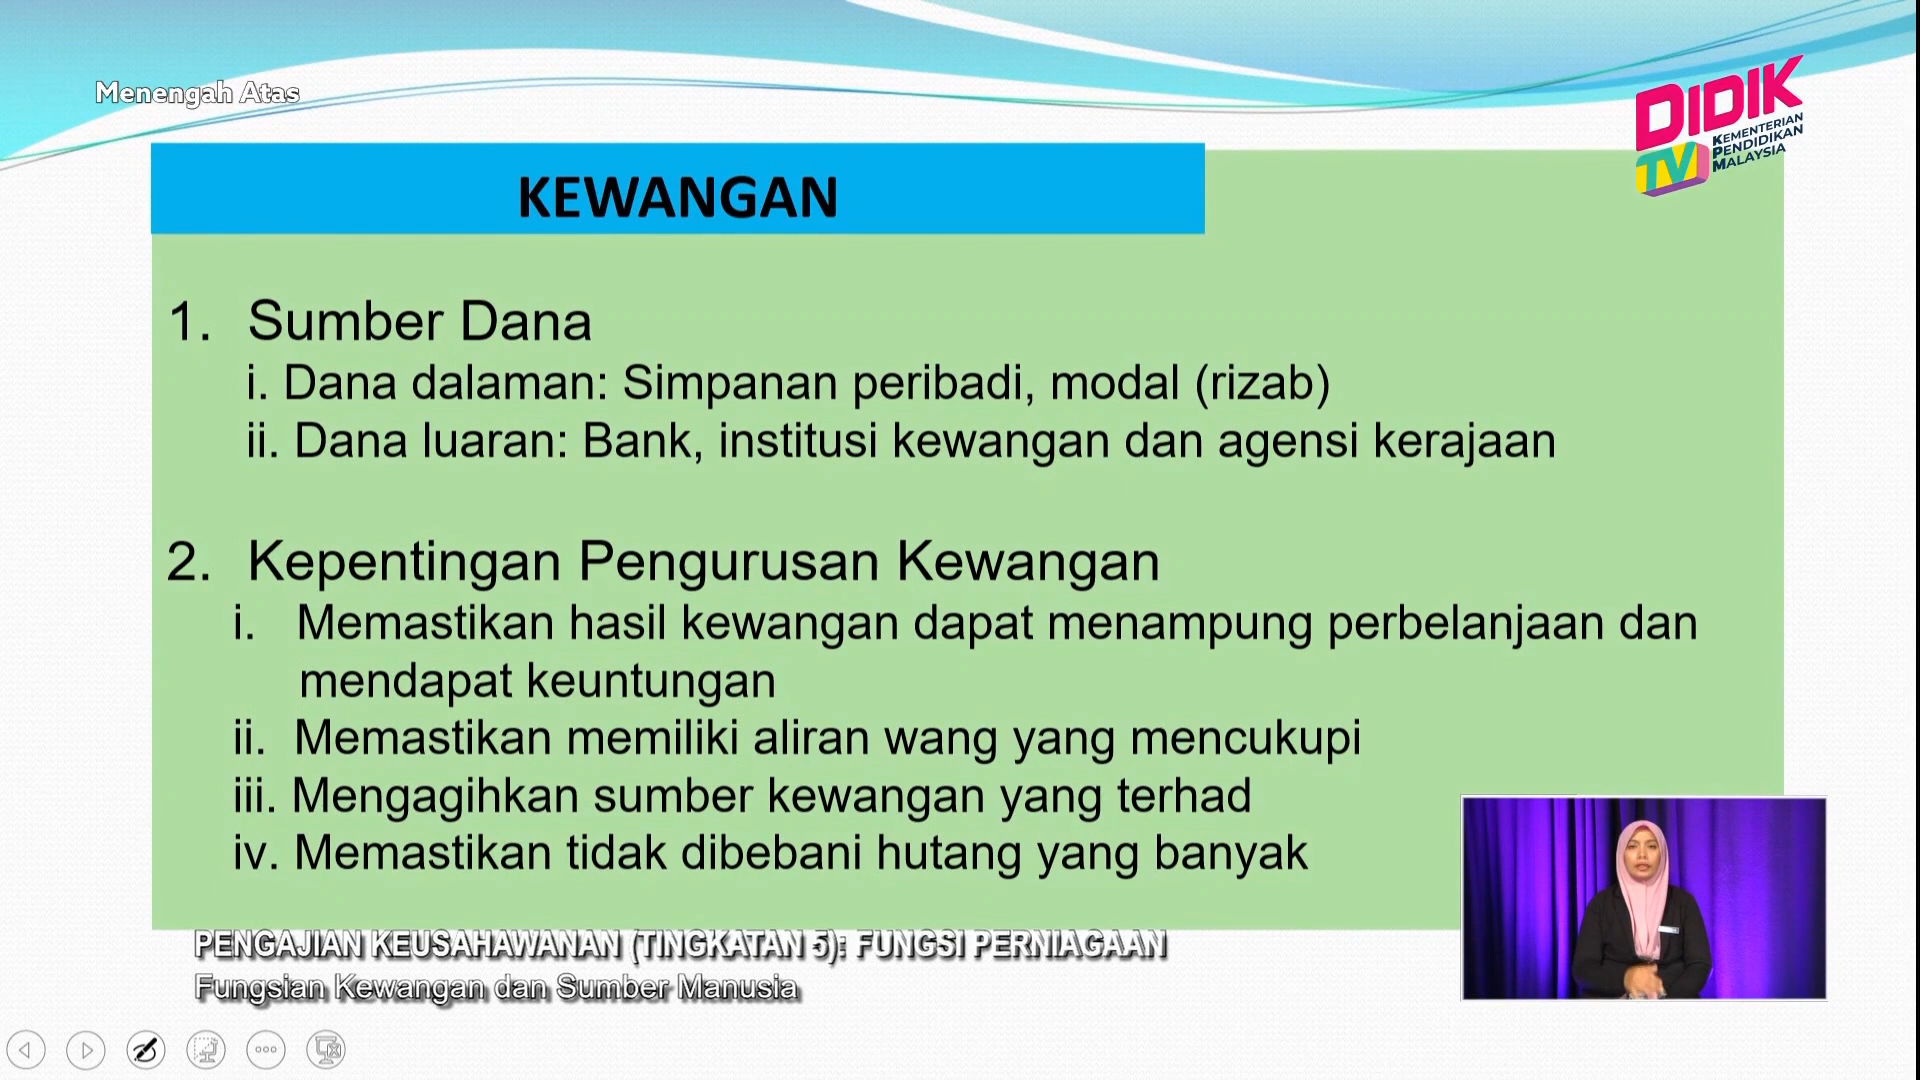 Menengah Atas
DIDIK
TV
KEMENTERIAN
PENDIDIKAN
MALAYSIA
KEWANGAN
1. Sumber Dana
i. Dana dalaman: Simpanan peribadi, modal (rizab)
ii. Dana luaran: Bank, institusi kewangan dan agensi kerajaan
2. Kepentingan Pengurusan Kewangan
i. Memastikan hasil kewangan dapat menampung perbelanjaan dan
mendapat keuntungan
ii. Memastikan memiliki aliran wang yang mencukupi
iii. Mengagihkan sumber kewangan yang terhad
iv. Memastikan tidak dibebani hutang yang banyak
PENGAJIAN KEUSAHAWANAN (TINGKATAN 5): FUNGSI PERNIAGAAN
Fungsian Kewangan dan Sumber Manusia